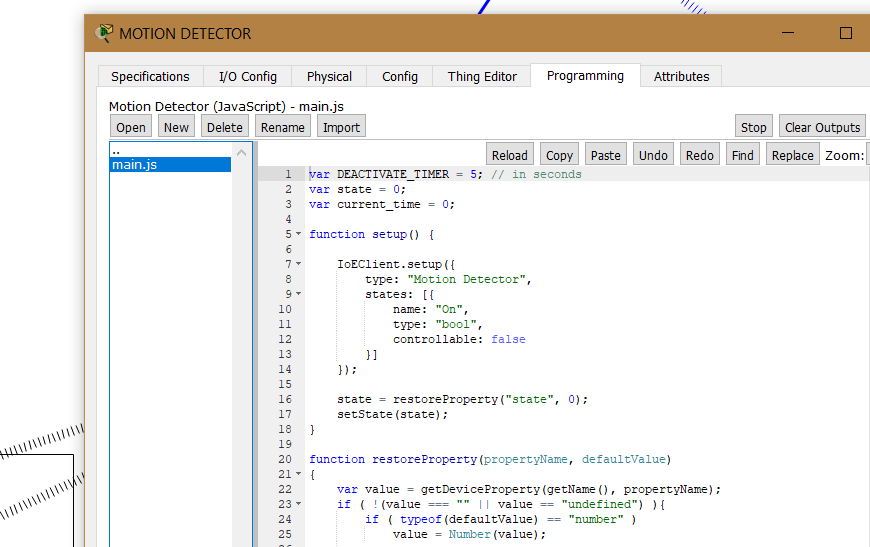 MOTION DETECTOR
Specifications I/O Config Physical Config Thing Editor Programming Attributes
Motion Detector (JavaScript) - main.js
Open New Delete Rename Import Stop Clear Outputs
Reload Copy Paste Undo Redo Find Replace Zoom:
..
main.js
1 var DEACTIVATE_TIMER = 5; // in seconds
2 var state = 0;
3 var current_time = 0;
4
5 function setup() {
6
7 IoEClient.setup({
8 type: "Motion Detector",
9 states: [{
10 name: "On",
11 type: "bool",
12 controllable: false
13 }]
14 });
15
16 state = restoreProperty("state", 0);
17 setState(state);
18 }
19
20 function restoreProperty(propertyName, defaultValue)
21 {
22 var value = getDeviceProperty(getName(), propertyName);
23 if ( !(value === "" || value == "undefined") ){
24 if ( typeof(defaultValue) == "number" )
25 value = Number(value);